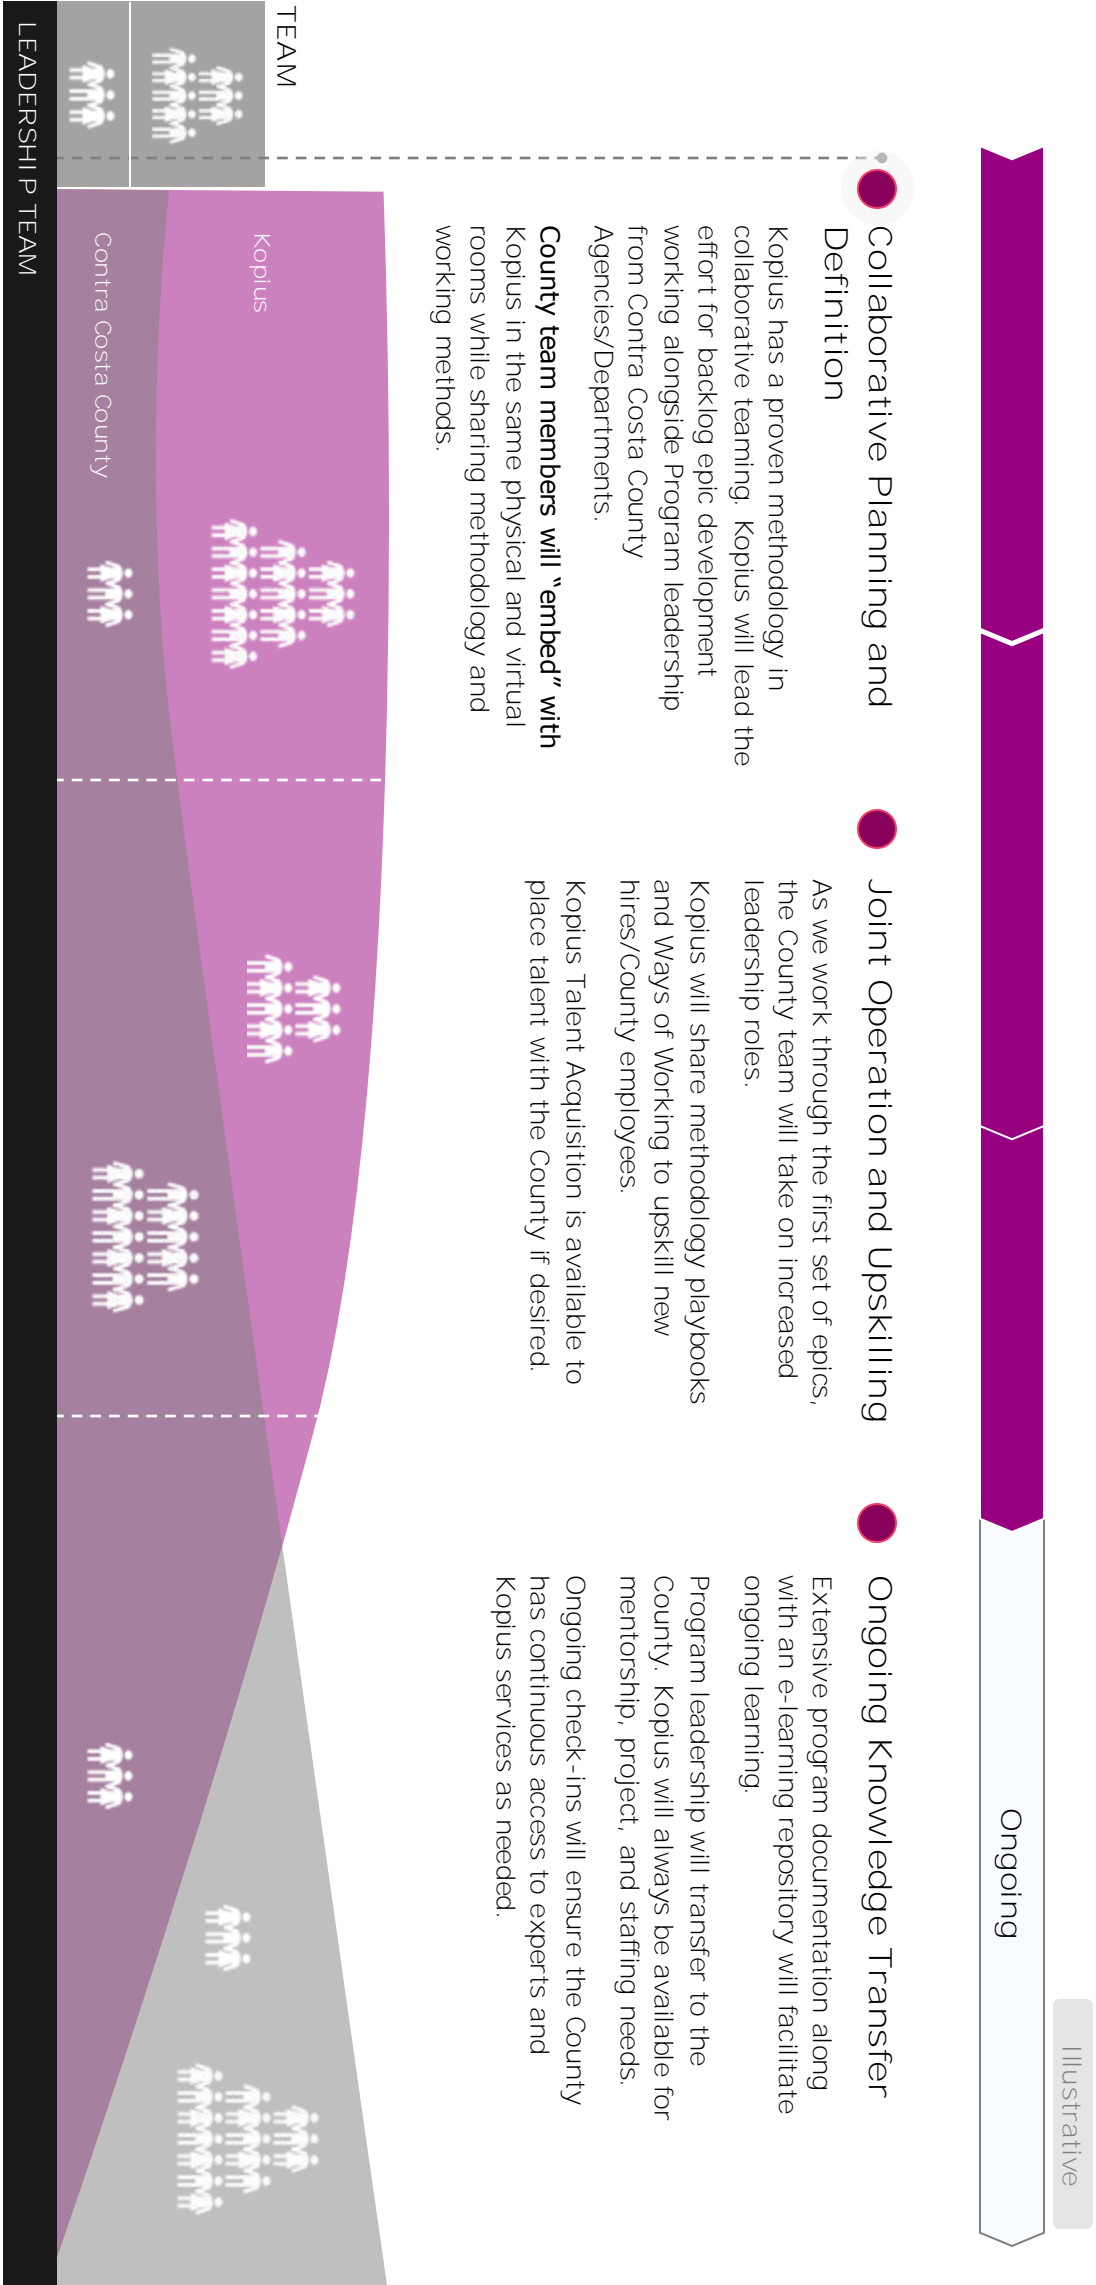 Illustrative
Ongoing
Collaborative Planning and
Definition
Kopius has a proven methodology in
collaborative teaming. Kopius will lead the
effort for backlog epic development
working alongside Program leadership
from Contra Costa County
Agencies/Departments.
County team members will “embed” with
Kopius in the same physical and virtual
rooms while sharing methodology and
working methods.
Joint Operation and Upskilling
As we work through the first set of epics,
the County team will take on increased
leadership roles.
Kopius will share methodology playbooks
and Ways of Working to upskill new
hires/County employees.
Kopius Talent Acquisition is available to
place talent with the County if desired.
Ongoing Knowledge Transfer
Extensive program documentation along
with an e-learning repository will facilitate
ongoing learning.
Program leadership will transfer to the
County. Kopius will always be available for
mentorship, project, and staffing needs.
Ongoing check-ins will ensure the County
has continuous access to experts and
Kopius services as needed.
TEAM
Kopius
Contra Costa County
LEADERSHIP TEAM